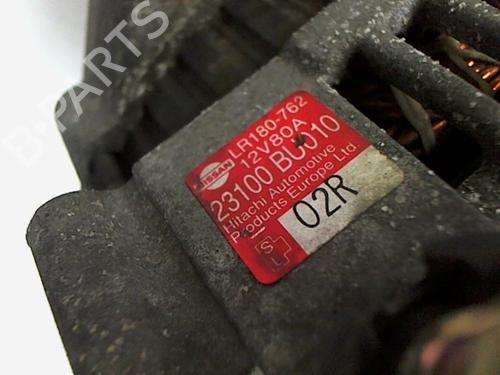 B-PARTS
LR180-762
12V80A
NISSAN
23100 BU010
Hitachi Automotive
Products Europe Ltd
02R
S
L